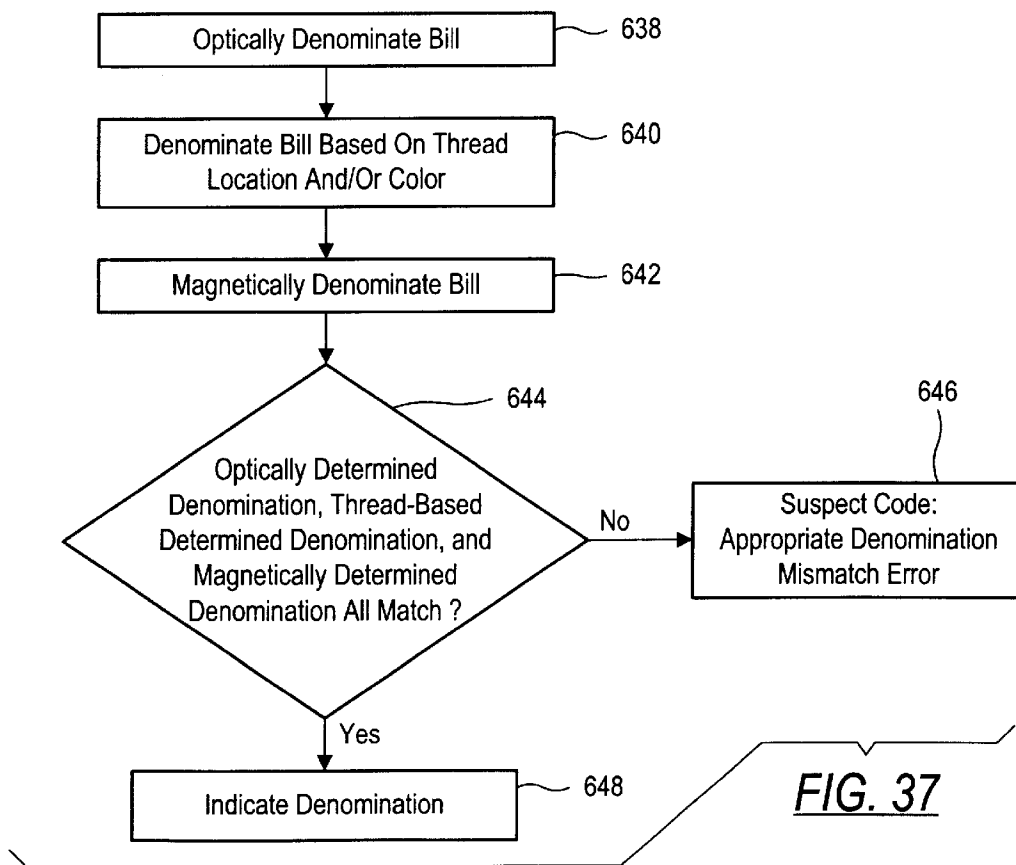 Optically Denominate Bill
638
Denominate Bill Based On Thread
Location And/Or Color
640
Magnetically Denominate Bill
642
644
Optically Determined
Denomination, Thread-Based
Determined Denomination, and
Magnetically Determined
Denomination All Match ?
No
646
Suspect Code:
Appropriate Denomination
Mismatch Error
Yes
Indicate Denomination
648
FIG. 37